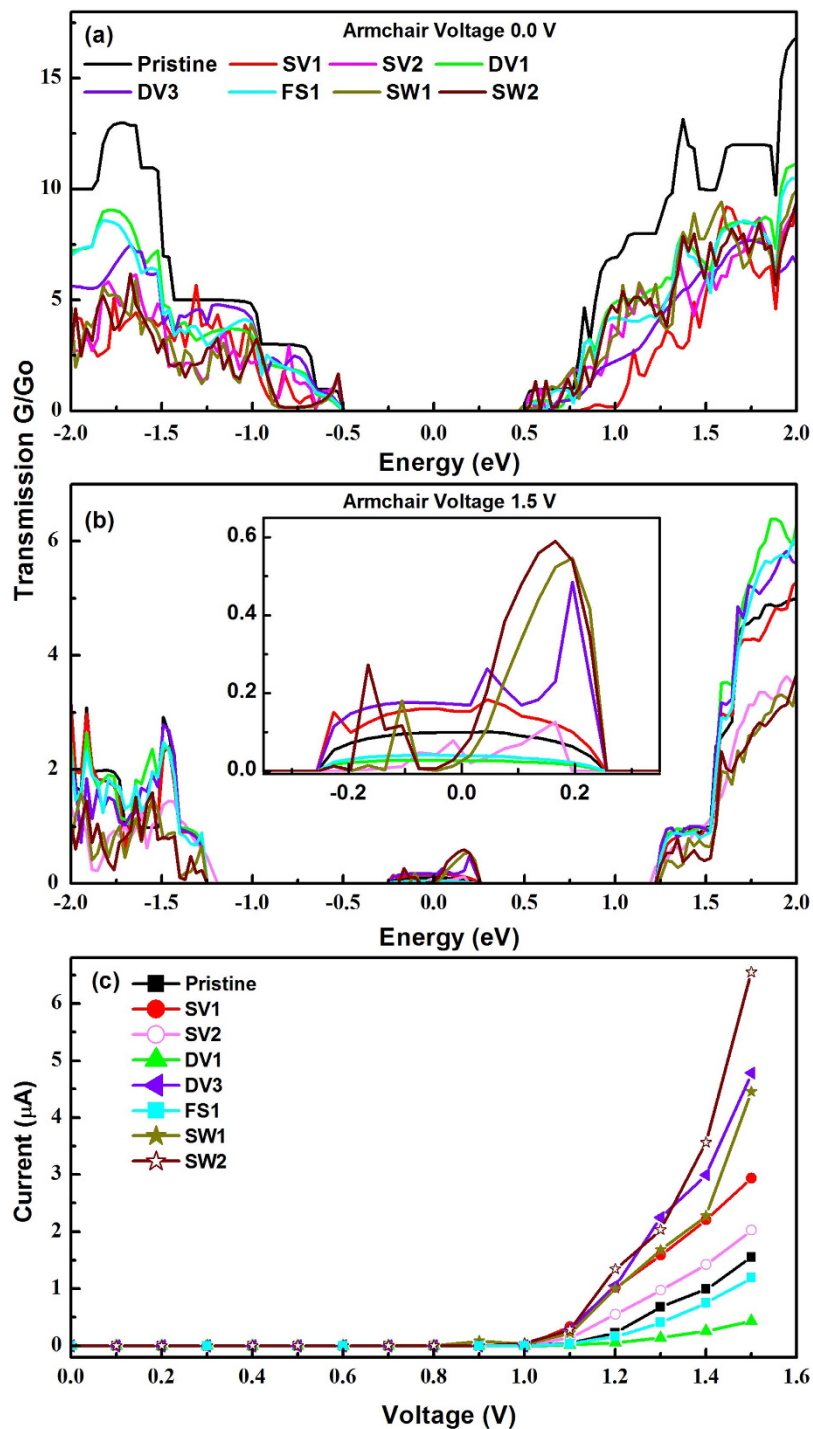 (a)
Armchair Voltage 0.0 V
Pristine SV1 SV2 DV1
DV3 FS1 SW1 SW2
15
10
5
0
-2.0 -1.5 -1.0 -0.5 0.0 0.5 1.0 1.5 2.0
Energy (eV)
Transmission G/Go
(b)
Armchair Voltage 1.5 V
6
4
2
0
0.6
0.4
0.2
0.0
-0.2 0.0 0.2
-2.0 -1.5 -1.0 -0.5 0.0 0.5 1.0 1.5 2.0
Energy (eV)
(c)
Pristine
SV1
SV2
DV1
DV3
FS1
SW1
SW2
6
5
4
3
2
1
0
Current (μA)
0.0 0.2 0.4 0.6 0.8 1.0 1.2 1.4 1.6
Voltage (V)